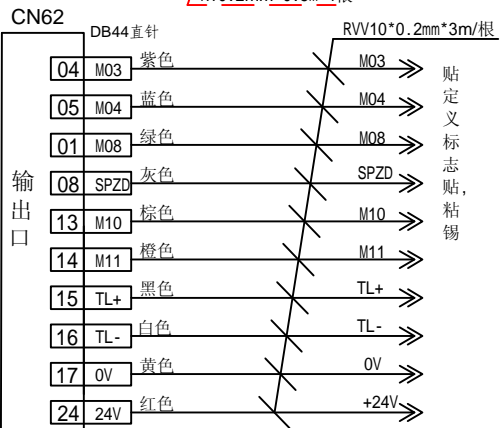 CN62
DB44直针
RVV10*0.2mm*3m/根
输出口
04 M03 紫色 M03
05 M04 蓝色 M04
01 M08 绿色 M08
08 SPZD 灰色 SPZD
13 M10 棕色 M10
14 M11 橙色 M11
15 TL+ 黑色 TL+
16 TL- 白色 TL-
17 0V 黄色 0V
24 24V 红色 +24V
贴定义标志贴，粘锡